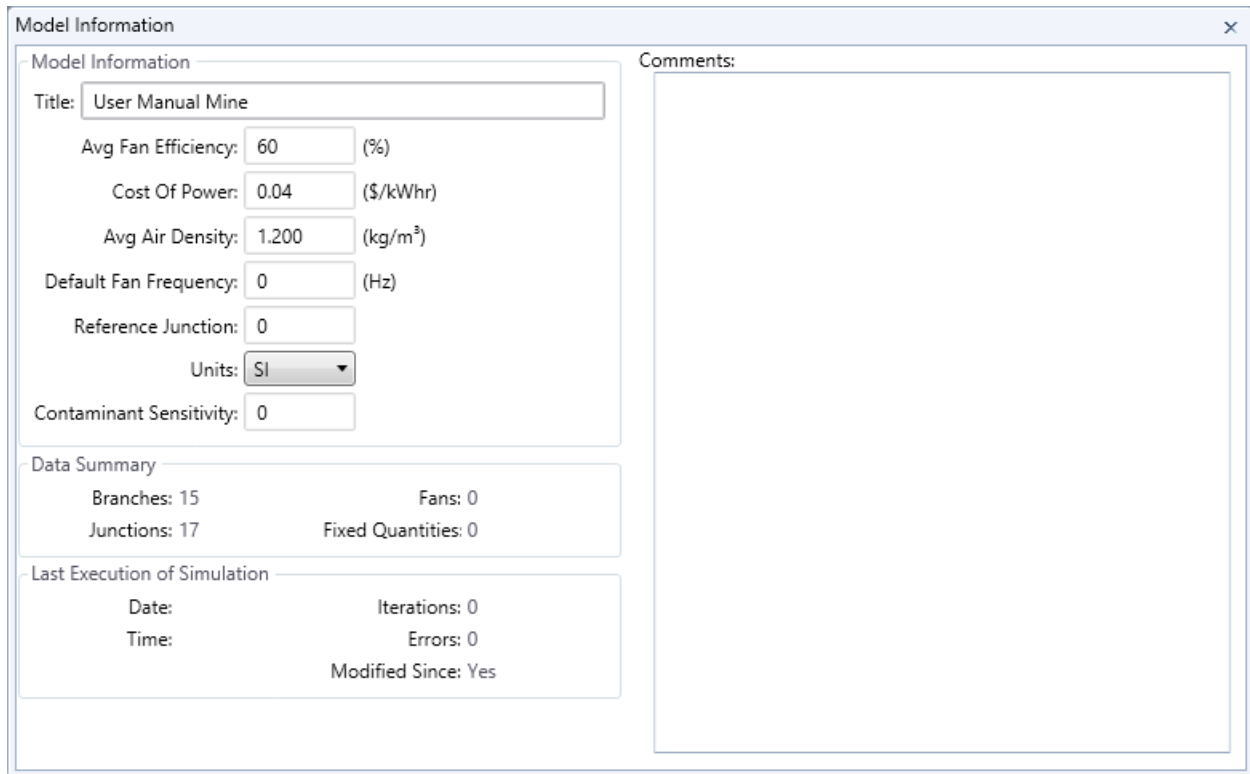 Model Information
Model Information
Title: User Manual Mine
Avg Fan Efficiency: 60 (%)
Cost Of Power: 0.04 ($/kWhr)
Avg Air Density: 1.200 (kg/m³)
Default Fan Frequency: 0 (Hz)
Reference Junction: 0
Units: SI
Contaminant Sensitivity: 0
Data Summary
Branches: 15 Fans: 0
Junctions: 17 Fixed Quantities: 0
Last Execution of Simulation
Date: Iterations: 0
Time: Errors: 0
Modified Since: Yes
Comments: